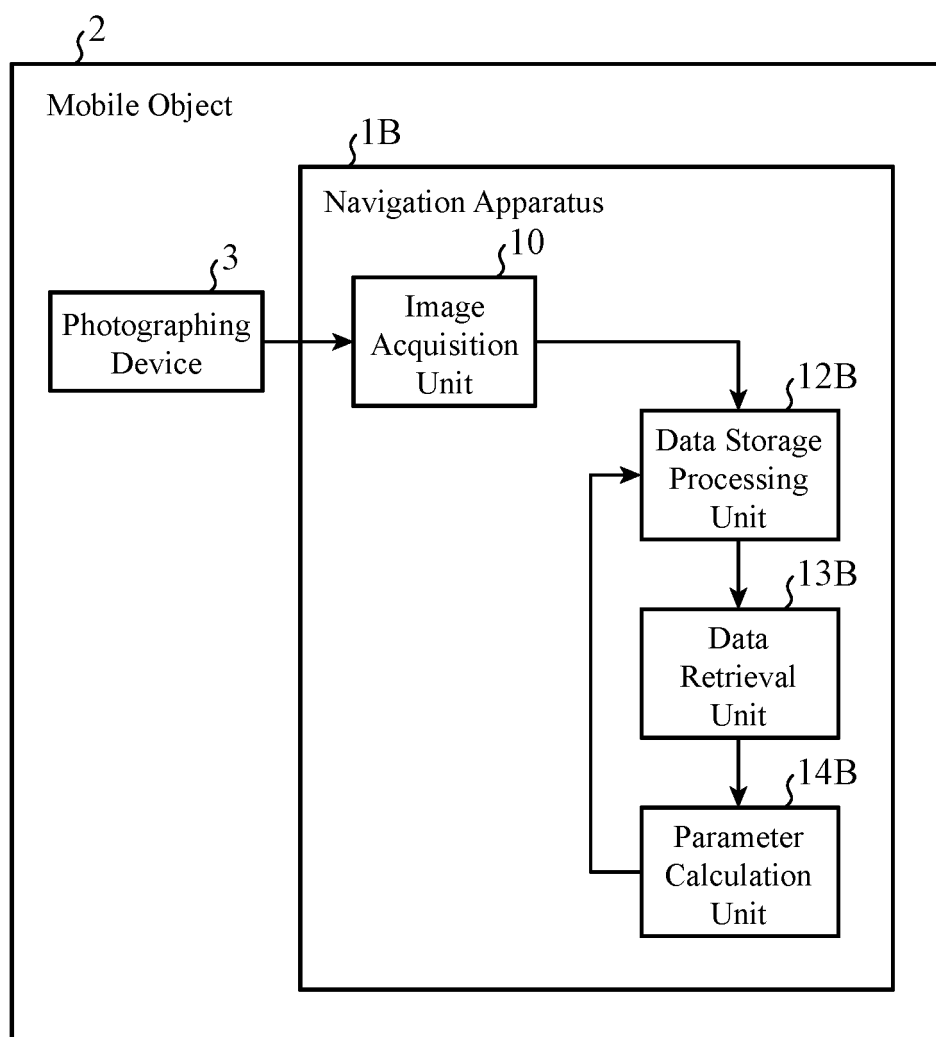 2
Mobile Object
1B
Navigation Apparatus
3
Photographing
Device
10
Image
Acquisition
Unit
12B
Data Storage
Processing
Unit
13B
Data
Retrieval
Unit
14B
Parameter
Calculation
Unit